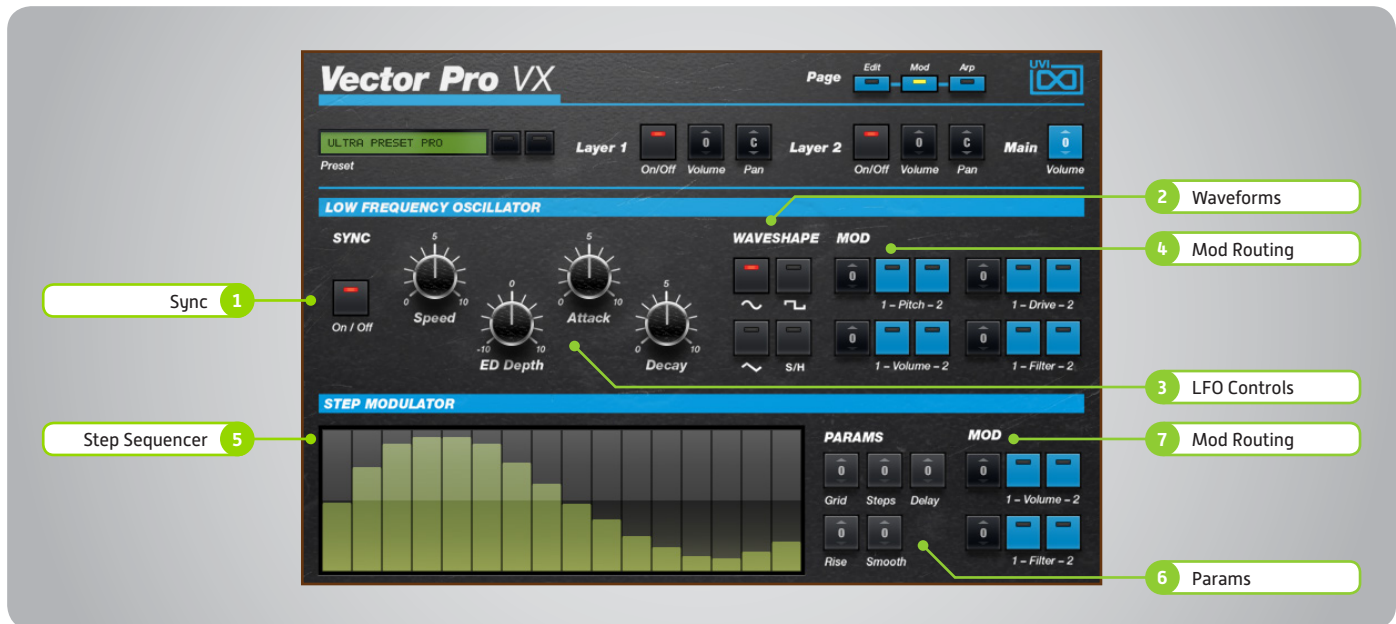 Vector Pro VX
Page
Edit
Mod
Arp
UVI
ULTRA PRESET PRO
Preset
Layer 1
On/Off
0
Volume
C
Pan
Layer 2
On/Off
0
Volume
C
Pan
Main
0
Volume
LOW FREQUENCY OSCILLATOR
2 Waveforms
SYNC
On / Off
Sync 1
5
0 10
Speed
0
-10 10
ED Depth
5
0 10
Attack
5
0 10
Decay
WAVESHAPE
S/H
MOD
4 Mod Routing
0
1 – Pitch – 2
0
1 – Drive – 2
0
1 – Volume – 2
0
1 – Filter – 2
3 LFO Controls
STEP MODULATOR
Step Sequencer 5
PARAMS
0 0 0
Grid Steps Delay
0 0
Rise Smooth
MOD
7 Mod Routing
0
1 – Volume – 2
0
1 – Filter – 2
6 Params